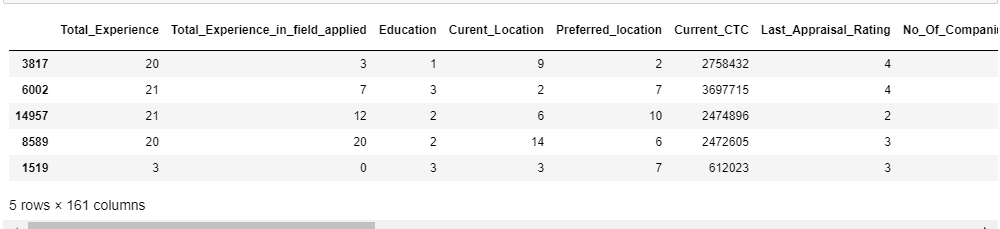 Total_Experience Total_Experience_in_field_applied Education Curent_Location Preferred_location Current_CTC Last_Appraisal_Rating No_Of_Compani
3817 20 3 1 9 2 2758432 4
6002 21 7 3 2 7 3697715 4
14957 21 12 2 6 10 2474896 2
8589 20 20 2 14 6 2472605 3
1519 3 0 3 3 7 612023 3
5 rows × 161 columns